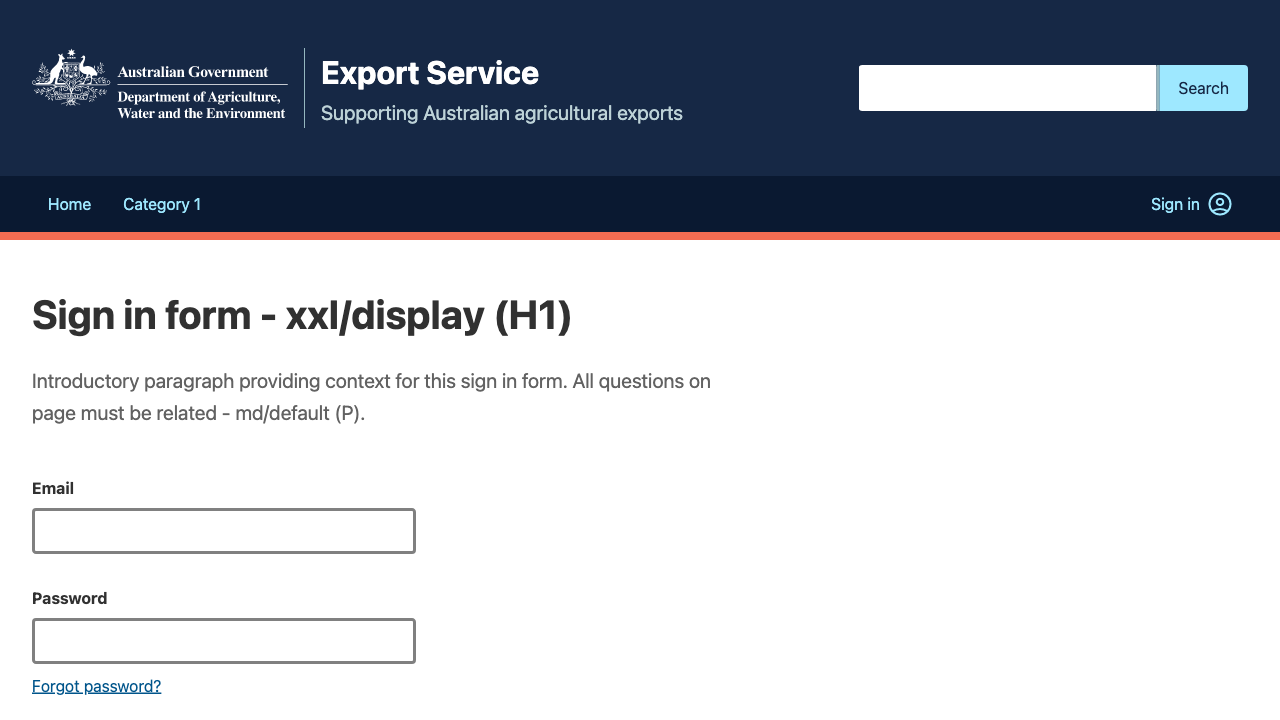 Australian Government
Department of Agriculture,
Water and the Environment
Export Service
Supporting Australian agricultural exports
Search
Home
Category 1
Sign in
Sign in form - xxl/display (H1)
Introductory paragraph providing context for this sign in form. All questions on
page must be related - md/default (P).
Email
Password
Forgot password?